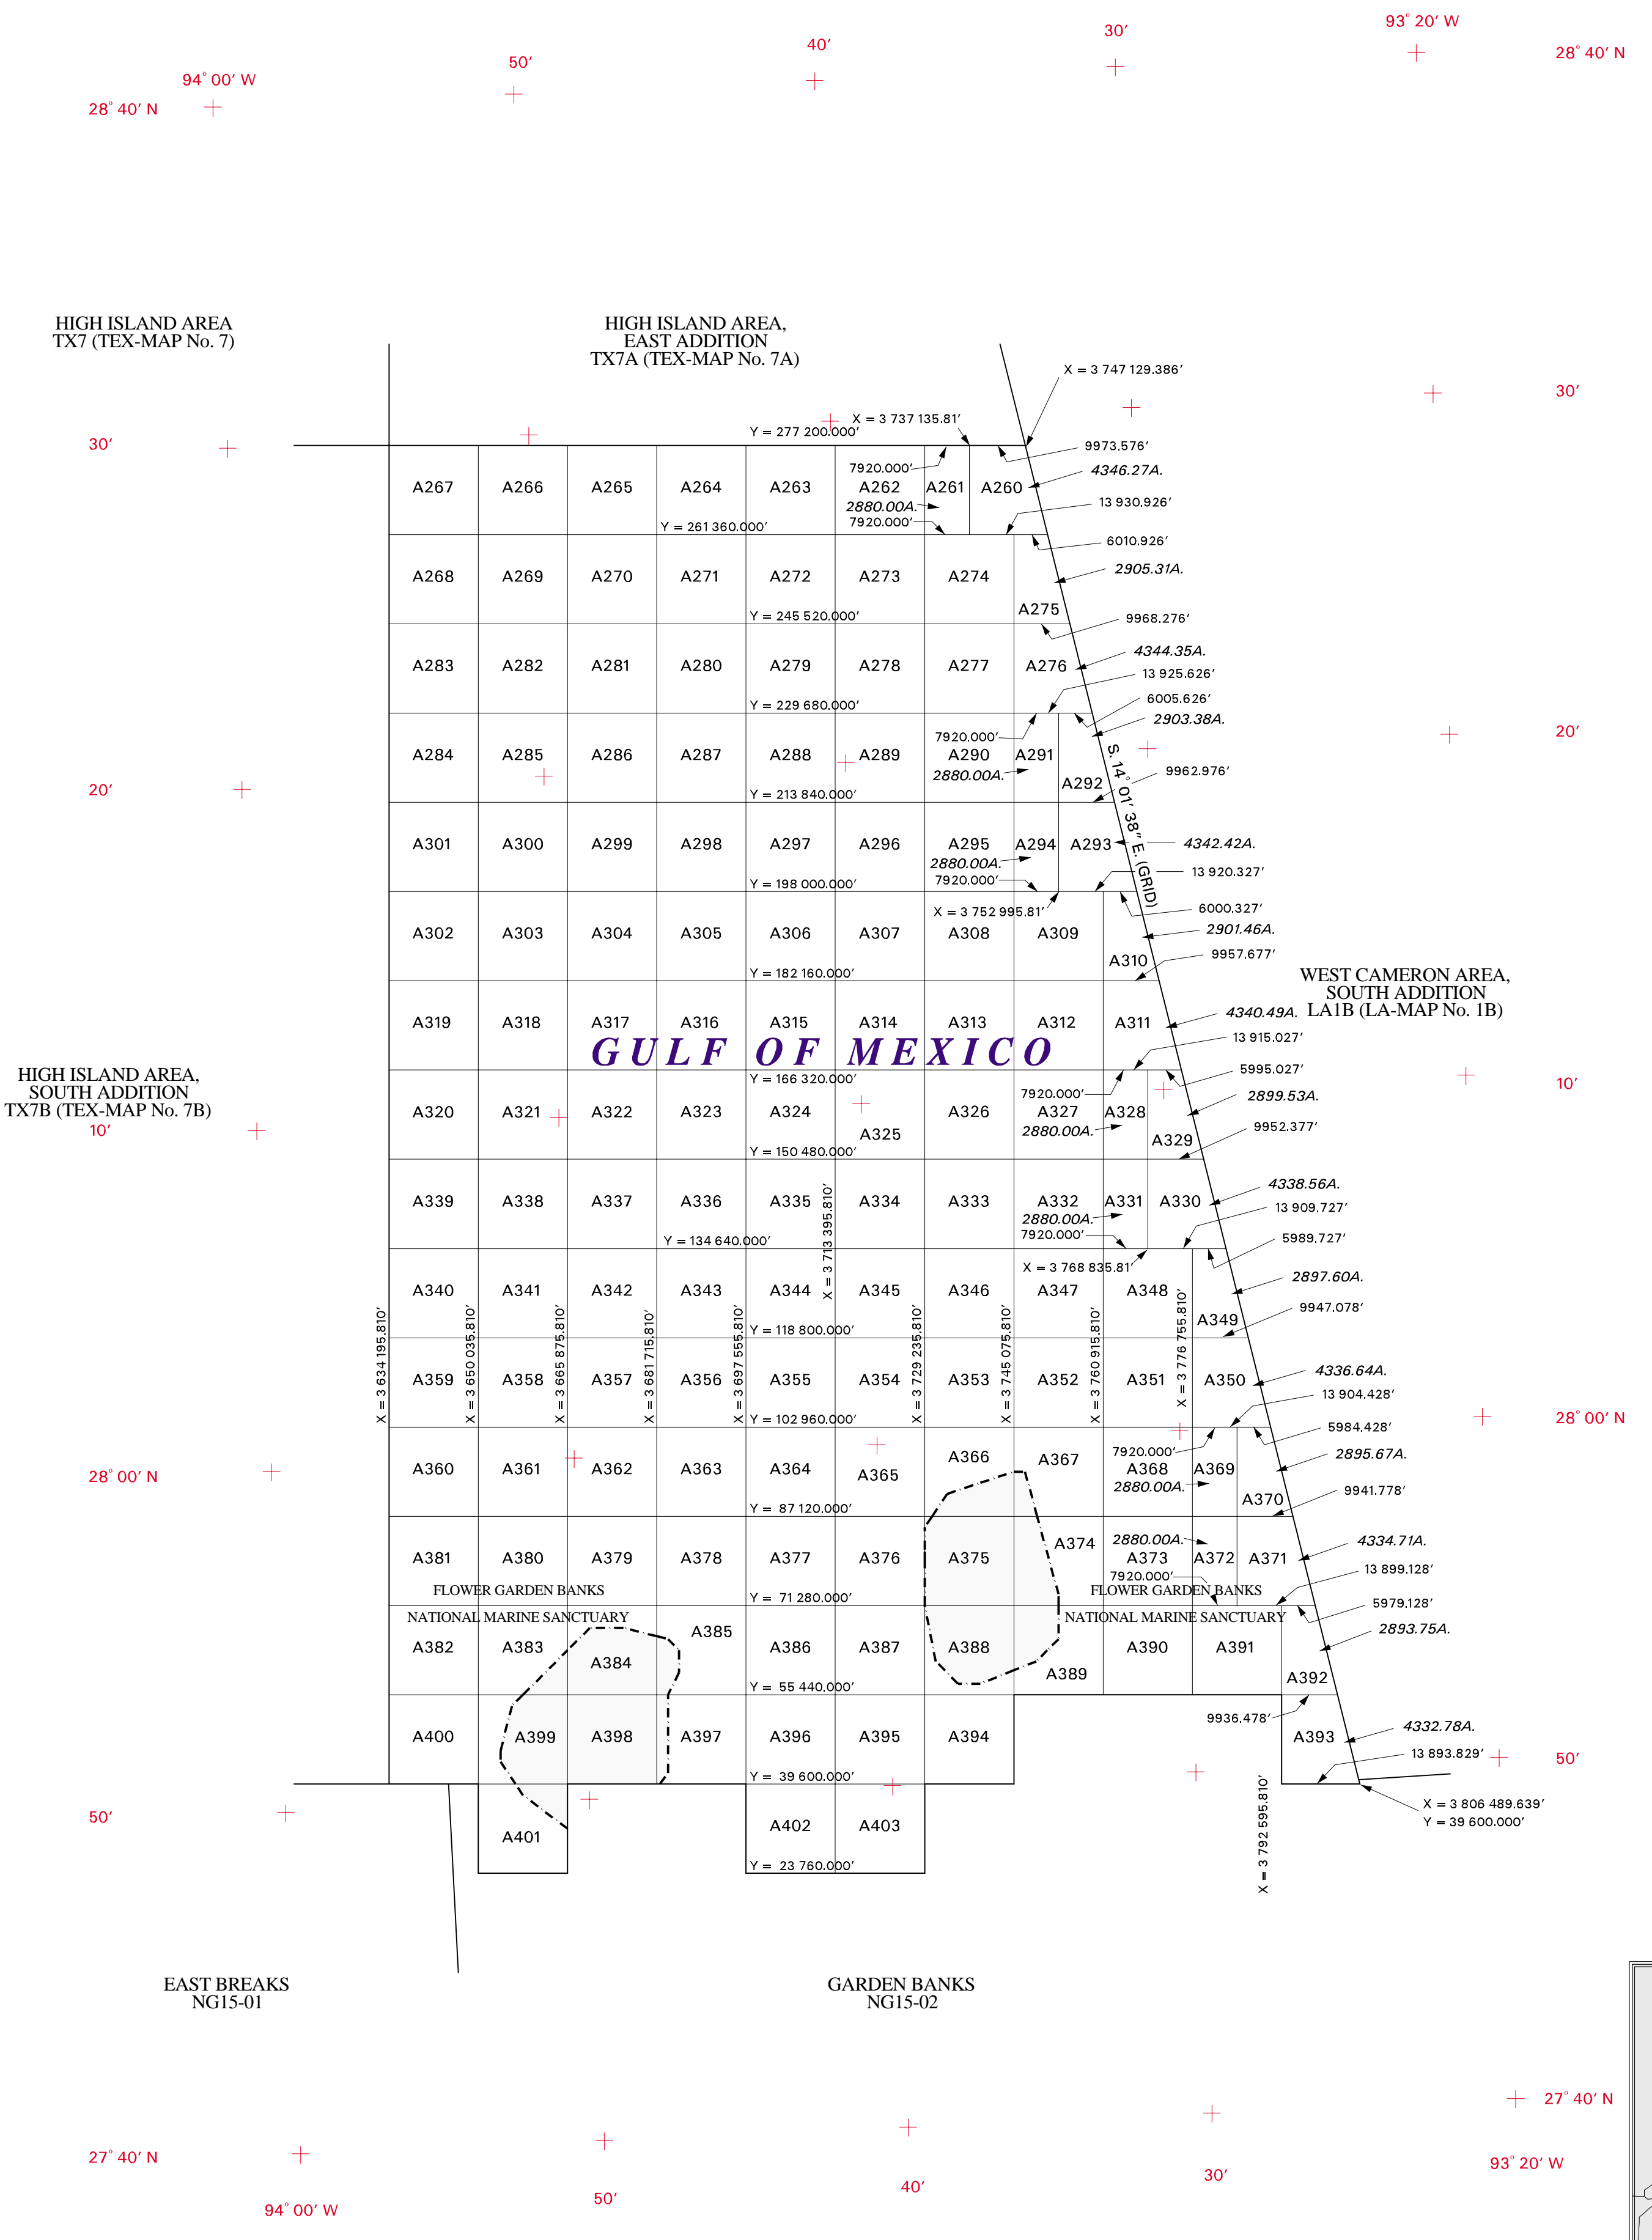 93° 20′ W
30′
40′
50′
94° 00′ W
28° 40′ N
28° 40′ N
HIGH ISLAND AREA
TX7 (TEX-MAP No. 7)
HIGH ISLAND AREA,
EAST ADDITION
TX7A (TEX-MAP No. 7A)
X = 3 747 129.386′
30′
X = 3 737 135.81′
Y = 277 200.000′
30′
9973.576′
7920.000′
4346.27A.
A267 A266 A265 A264 A263 A262 A261 A260
2880.00A.
13 930.926′
7920.000′
Y = 261 360.000′
6010.926′
2905.31A.
A268 A269 A270 A271 A272 A273 A274
A275
Y = 245 520.000′
9968.276′
4344.35A.
A283 A282 A281 A280 A279 A278 A277 A276
13 925.626′
6005.626′
Y = 229 680.000′
2903.38A.
20′
7920.000′
A284 A285 A286 A287 A288 A289 A290 A291
2880.00A.
9962.976′
A292
20′
Y = 213 840.000′
S. 14° 01′ 38″ E. (GRID)
A301 A300 A299 A298 A297 A296 A295 A294 A293
4342.42A.
2880.00A.
13 920.327′
7920.000′
Y = 198 000.000′
6000.327′
X = 3 752 995.81′
2901.46A.
A302 A303 A304 A305 A306 A307 A308 A309
9957.677′
A310
Y = 182 160.000′
WEST CAMERON AREA,
SOUTH ADDITION
LA1B (LA-MAP No. 1B)
4340.49A.
A319 A318 A317 A316 A315 A314 A313 A312 A311
13 915.027′
GULF OF MEXICO
5995.027′
HIGH ISLAND AREA,
SOUTH ADDITION
TX7B (TEX-MAP No. 7B)
10′
10′
Y = 166 320.000′
7920.000′
2899.53A.
A320 A321 A322 A323 A324 A326 A327 A328
2880.00A.
9952.377′
A325
A329
Y = 150 480.000′
4338.56A.
A339 A338 A337 A336 A335 A334 A333 A332 A331 A330
2880.00A.
13 909.727′
7920.000′
Y = 134 640.000′
5989.727′
X = 3 768 835.81′
2897.60A.
A340 A341 A342 A343 A344 A345 A346 A347 A348
9947.078′
A349
Y = 118 800.000′
X = 3 634 195.810′
X = 3 650 035.810′
X = 3 665 875.810′
X = 3 681 715.810′
X = 3 697 555.810′
X = 3 713 395.810′
X = 3 729 235.810′
X = 3 745 075.810′
X = 3 760 915.810′
X = 3 776 755.810′
4336.64A.
A359 A358 A357 A356 A355 A354 A353 A352 A351 A350
13 904.428′
Y = 102 960.000′
28° 00′ N
5984.428′
7920.000′
2895.67A.
A360 A361 A362 A363 A364 A365 A366 A367 A368 A369
2880.00A.
28° 00′ N
9941.778′
A370
Y = 87 120.000′
2880.00A.
4334.71A.
A381 A380 A379 A378 A377 A376 A375 A374 A373 A372 A371
13 899.128′
7920.000′
FLOWER GARDEN BANKS
FLOWER GARDEN BANKS
Y = 71 280.000′
5979.128′
NATIONAL MARINE SANCTUARY
NATIONAL MARINE SANCTUARY
2893.75A.
A382 A383 A384 A385 A386 A387 A388 A389 A390 A391
A392
Y = 55 440.000′
9936.478′
4332.78A.
A400 A399 A398 A397 A396 A395 A394 A393
13 893.829′
50′
Y = 39 600.000′
X = 3 792 595.810′
X = 3 806 489.639′
Y = 39 600.000′
50′
A401 A402 A403
Y = 23 760.000′
EAST BREAKS
NG15-01
GARDEN BANKS
NG15-02
27° 40′ N
27° 40′ N
93° 20′ W
30′
40′
50′
94° 00′ W